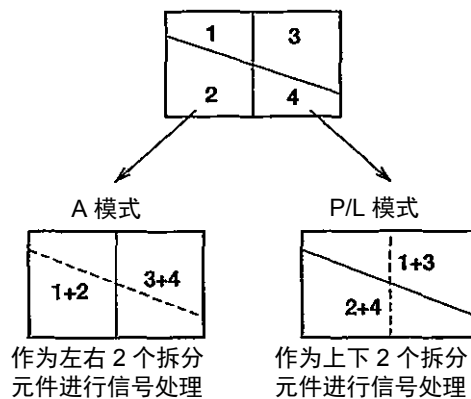 1 3
2 4
A 模式 P/L 模式
1+2 3+4 1+3
2+4
作为左右 2 个拆分 作为上下 2 个拆分
元件进行信号处理 元件进行信号处理